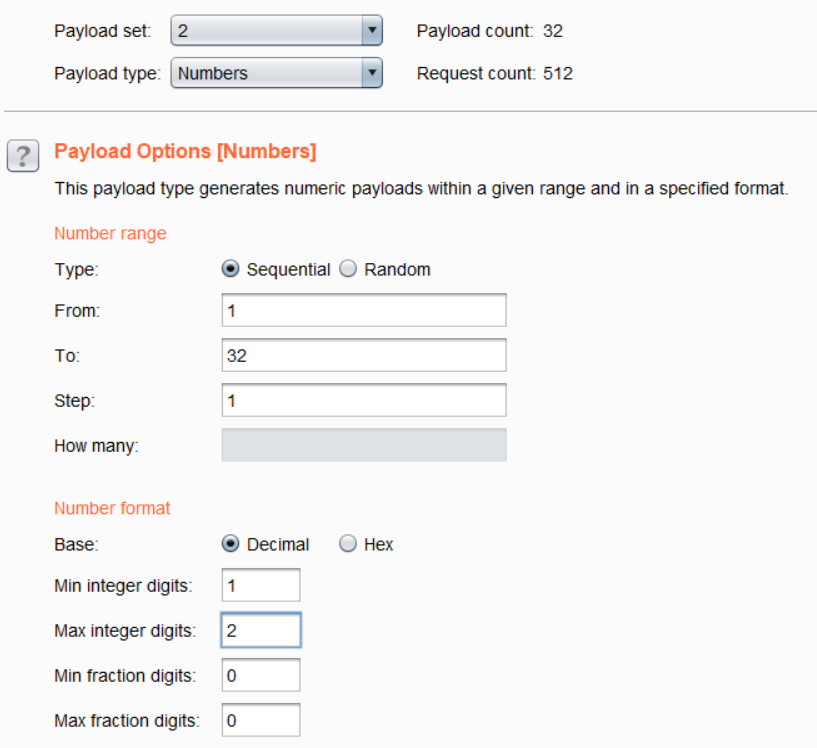 Payload set: 2 Payload count: 32
Payload type: Numbers Request count: 512
? Payload Options [Numbers]
This payload type generates numeric payloads within a given range and in a specified format.
Number range
Type: Sequential Random
From: 1
To: 32
Step: 1
How many:
Number format
Base: Decimal Hex
Min integer digits: 1
Max integer digits: 2
Min fraction digits: 0
Max fraction digits: 0